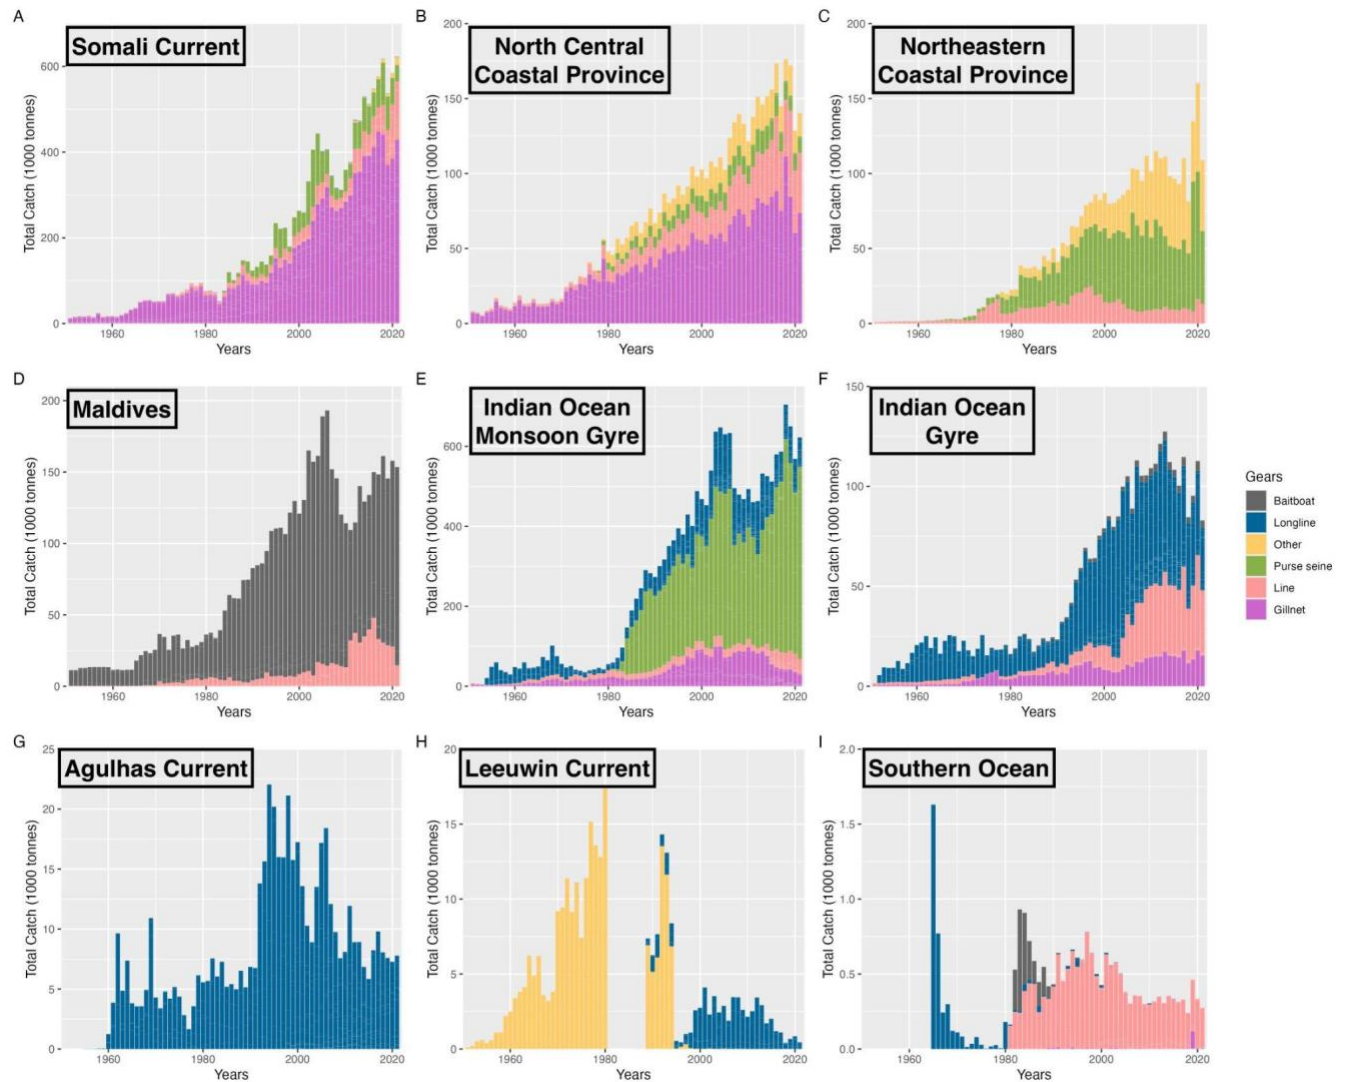 A
Somali Current
Total Catch (1000 tonnes)
600
400
200
0
1960
1980
2000
2020
Years
B
North Central
Coastal Province
Total Catch (1000 tonnes)
200
150
100
50
0
1960
1980
2000
2020
Years
C
Northeastern
Coastal Province
Total Catch (1000 tonnes)
200
150
100
50
0
1960
1980
2000
2020
Years
D
Maldives
Total Catch (1000 tonnes)
200
150
100
50
0
1960
1980
2000
2020
Years
E
Indian Ocean
Monsoon Gyre
Total Catch (1000 tonnes)
600
400
200
0
1960
1980
2000
2020
Years
F
Indian Ocean
Gyre
Total Catch (1000 tonnes)
150
100
50
0
1960
1980
2000
2020
Years
Gears
Baitboat
Longline
Other
Purse seine
Line
Gillnet
G
Agulhas Current
Total Catch (1000 tonnes)
25
20
15
10
5
0
1960
1980
2000
2020
Years
H
Leeuwin Current
Total Catch (1000 tonnes)
20
15
10
5
0
1960
1980
2000
2020
Years
I
Southern Ocean
Total Catch (1000 tonnes)
2.0
1.5
1.0
0.5
0.0
1960
1980
2000
2020
Years